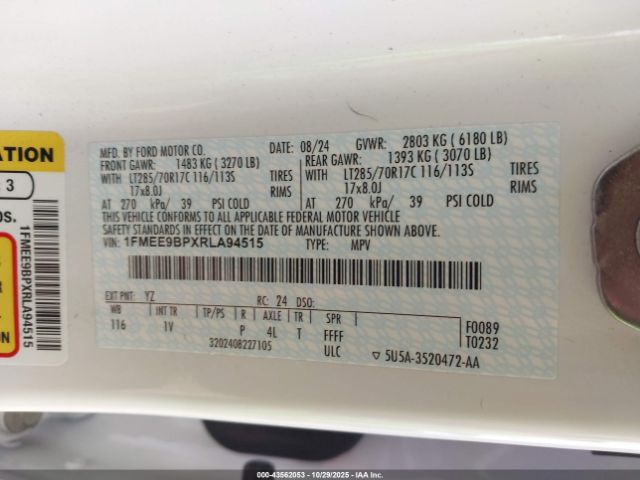 MFD. BY FORD MOTOR CO.
DATE: 08/24 GVWR: 2803 KG ( 6180 LB)
FRONT GAWR: 1483 KG ( 3270 LB)
REAR GAWR: 1393 KG ( 3070 LB)
WITH LT285/70R17C 116/113S TIRES
WITH LT285/70R17C 116/113S TIRES
17x8.0J RIMS
17x8.0J RIMS
AT 270 kPa/ 39 PSI COLD
AT 270 kPa/ 39 PSI COLD
THIS VEHICLE CONFORMS TO ALL APPLICABLE FEDERAL MOTOR VEHICLE
SAFETY STANDARDS IN EFFECT ON THE DATE OF MANUFACTURE SHOWN ABOVE.
VIN: 1FMEE9BPXRLA94515 TYPE: MPV
EXT PNT: YZ RC: 24 DSO:
WB INT TR TP/PS R AXLE TR SPR
116 1V P 4L T FFFF
ULC
F0089
T0232
3202408227105
5U5A-3520472-AA
ATION
3
OS.
1FMEE9BPXRLA94515
000-43562053 - 10/29/2025 - IAAI.COM